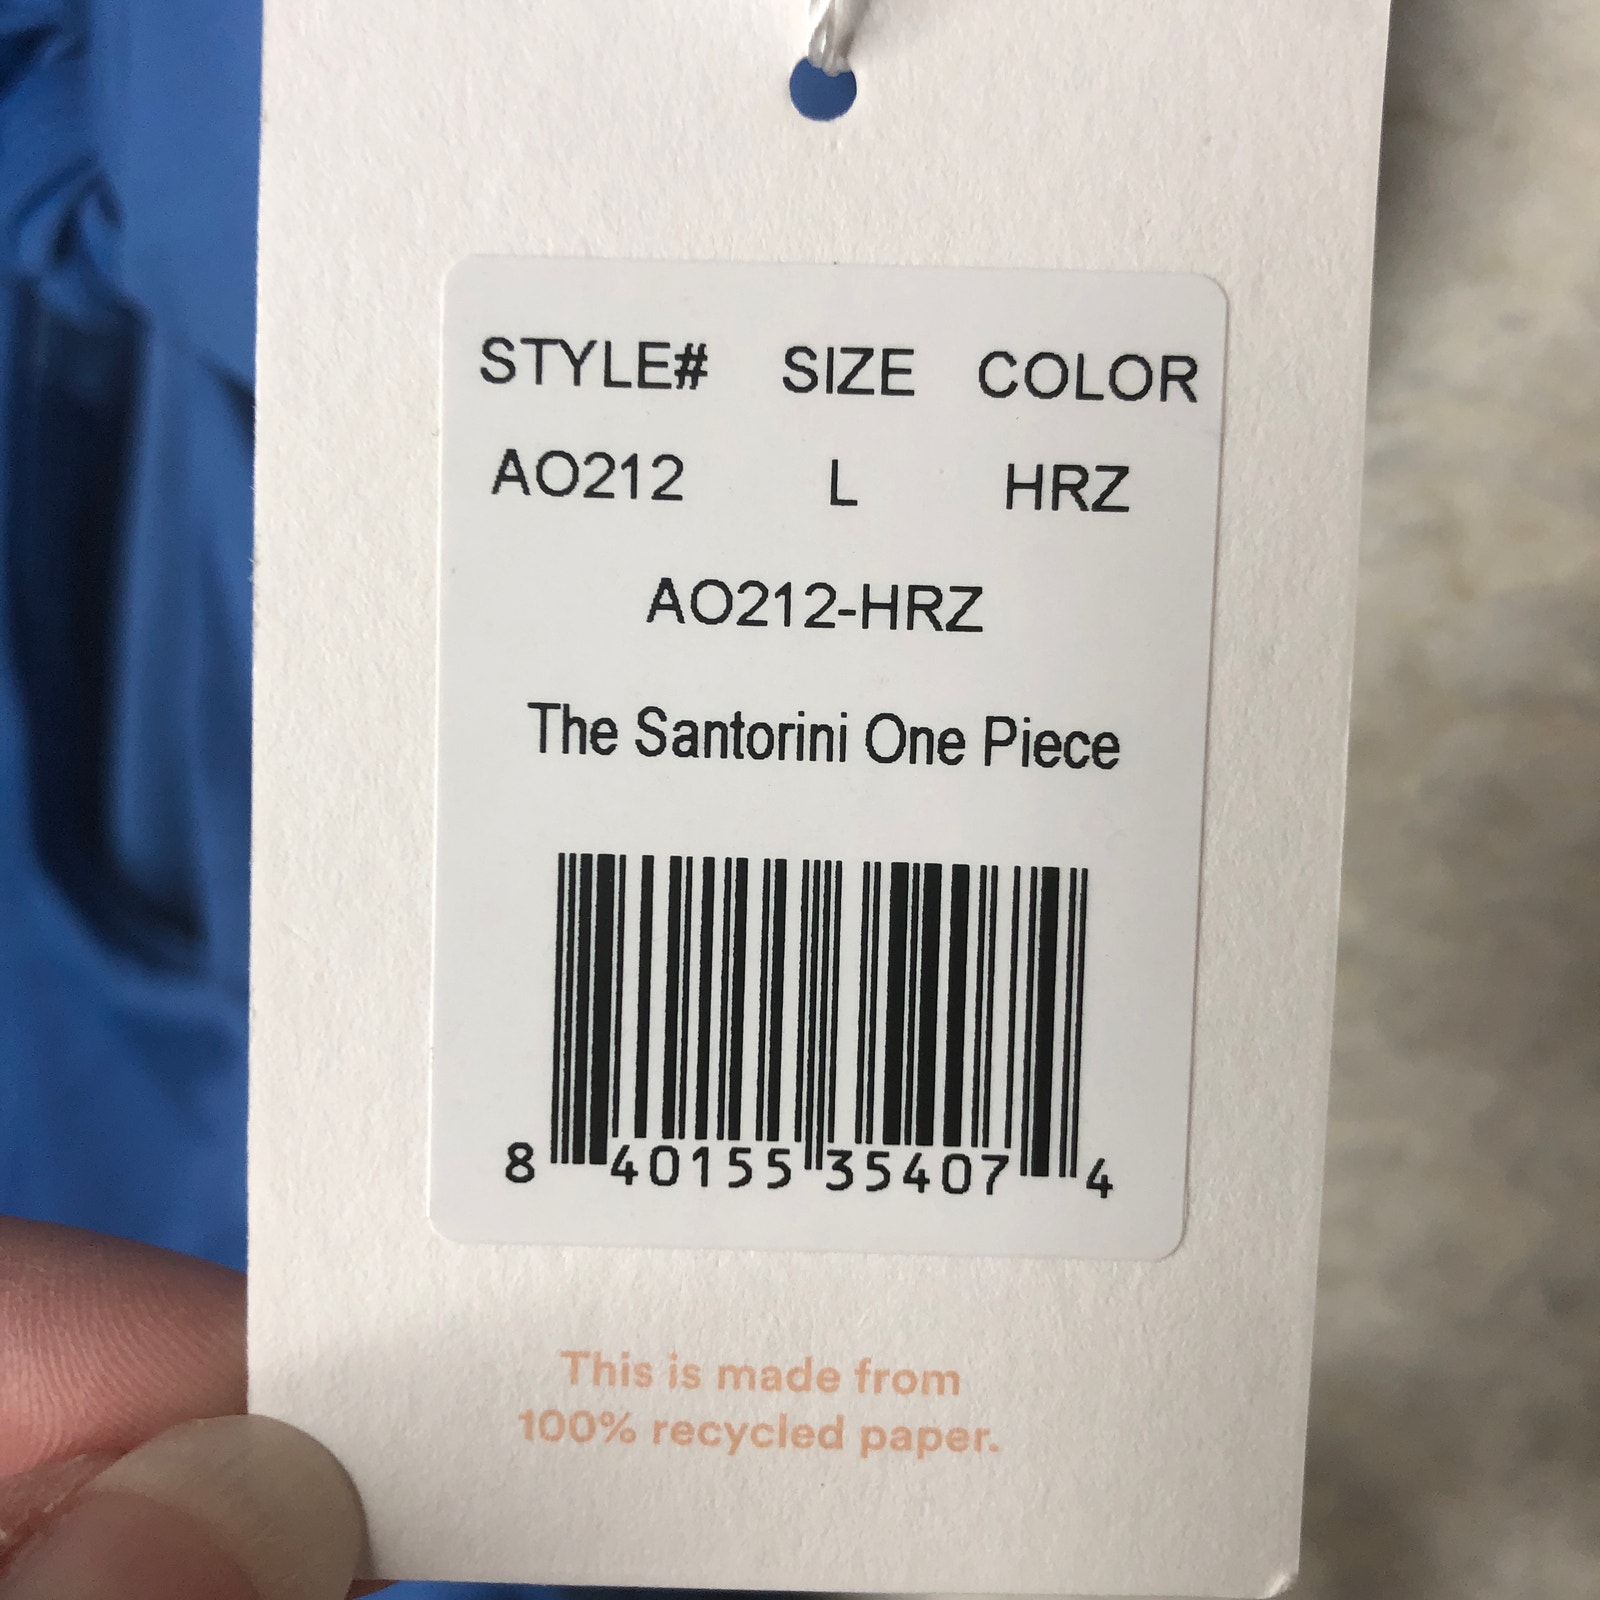 STYLE# SIZE COLOR
AO212 L HRZ
AO212-HRZ
The Santorini One Piece
8 40155 35407 4
This is made from
100% recycled paper.